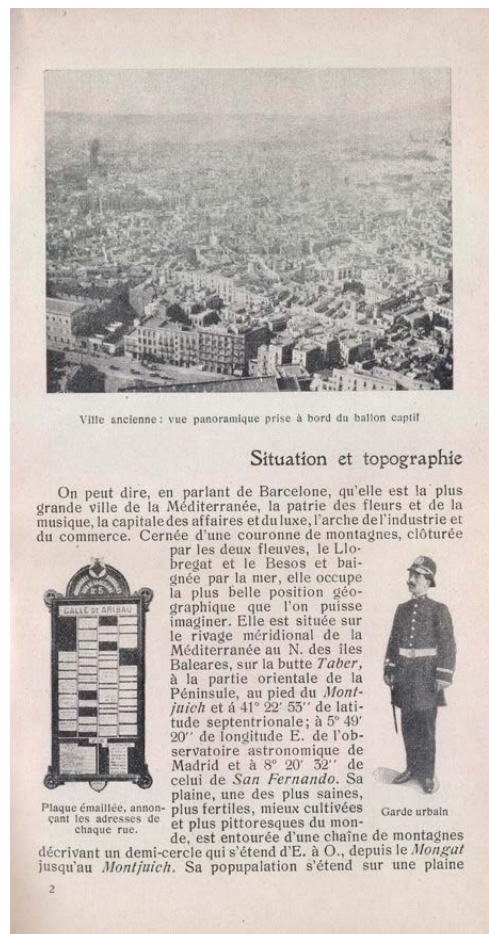 Ville ancienne: vue panoramique prise à bord du ballon captif
Situation et topographie
On peut dire, en parlant de Barcelone, qu'elle est la plus
grande ville de la Méditerranée, la patrie des fleurs et de la
musique, la capitale des affaires et du luxe, l'arche de l'industrie et
du commerce. Cernée d'une couronne de montagnes, clôturée
par les deux fleuves, le Llo-
bregat et le Besos et bai-
gnée par la mer, elle occupe
la plus belle position géo-
graphique que l'on puisse
imaginer. Elle est située sur
le rivage méridional de la
Méditerranée au N. des îles
Baleares, sur la butte Taber,
à la partie orientale de la
Péninsule, au pied du Mont-
juich et á 41° 22' 53'' de lati-
tude septentrionale; à 5° 49'
20'' de longitude E. de l'ob-
servatoire astronomique de
Madrid et à 8° 20' 32'' de
celui de San Fernando. Sa
plaine, une des plus saines,
plus fertiles, mieux cultivées
et plus pittoresques du mon-
de, est entourée d'une chaîne de montagnes
décrivant un demi-cercle qui s'étend d'E. à O., depuis le Mongat
jusqu'au Montjuich. Sa popupalation s'étend sur une plaine
CALLE DE ARIBAU
Plaque émaillée, annon-
çant les adresses de
chaque rue.
Garde urbain
2